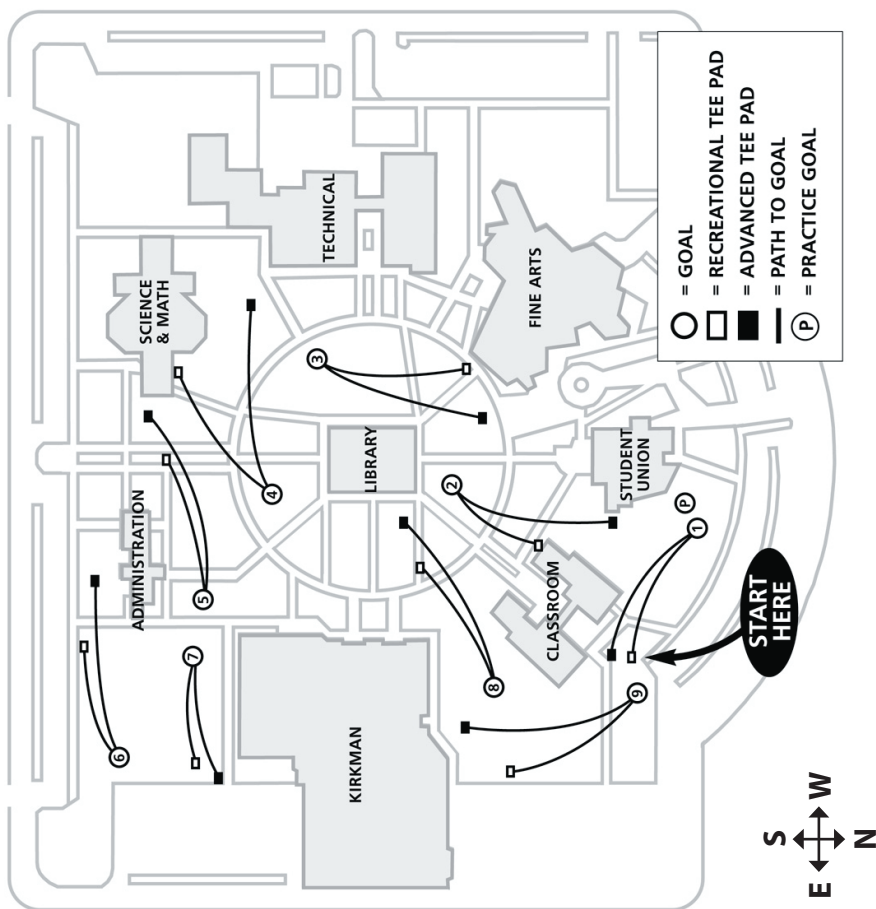 ADMINISTRATION
SCIENCE
& MATH
TECHNICAL
LIBRARY
KIRKMAN
FINE ARTS
CLASSROOM
STUDENT
UNION
1
2
3
4
5
6
7
8
9
P
START
HERE
= GOAL
= RECREATIONAL TEE PAD
= ADVANCED TEE PAD
= PATH TO GOAL
P = PRACTICE GOAL
S
E
W
N